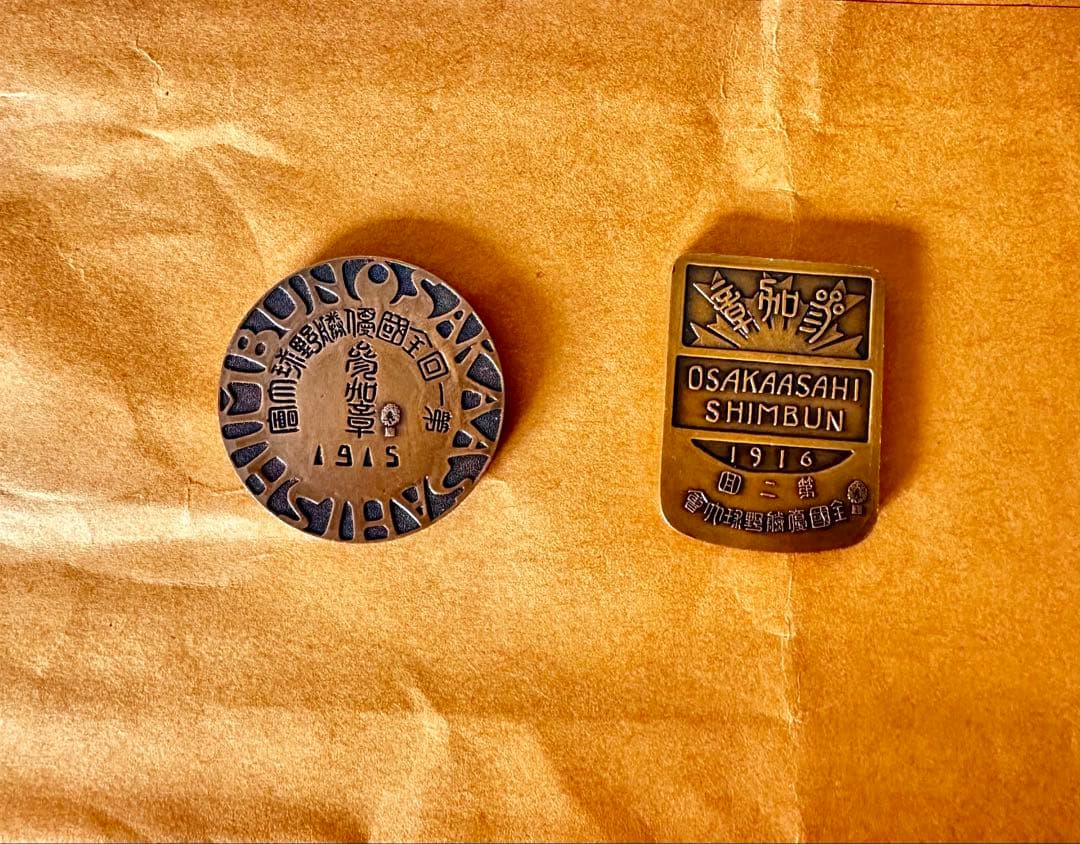 OSAKAASAHISHIMBUN
第一回全國優勝野球大會
參加章
1915
參加章
OSAKAASAHI
SHIMBUN
1916
第二回
全國優勝野球大會